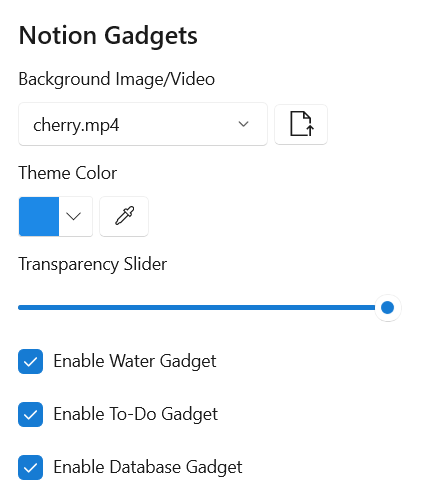 Notion Gadgets
Background Image/Video
cherry.mp4
Theme Color
Transparency Slider
Enable Water Gadget
Enable To-Do Gadget
Enable Database Gadget